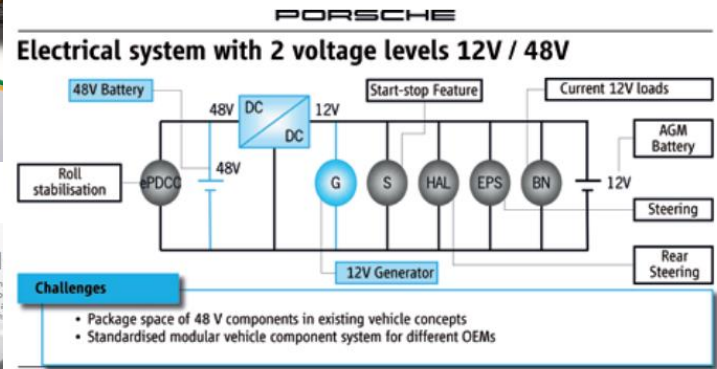 PORSCHE
Electrical system with 2 voltage levels 12V / 48V
48V Battery
Start-stop Feature
Current 12V loads
48V
DC
DC
12V
AGM
Battery
Roll
stabilisation
ePDCC
48V
G
S
HAL
EPS
BN
12V
Steering
12V Generator
Rear
Steering
Challenges
• Package space of 48 V components in existing vehicle concepts
• Standardised modular vehicle component system for different OEMs